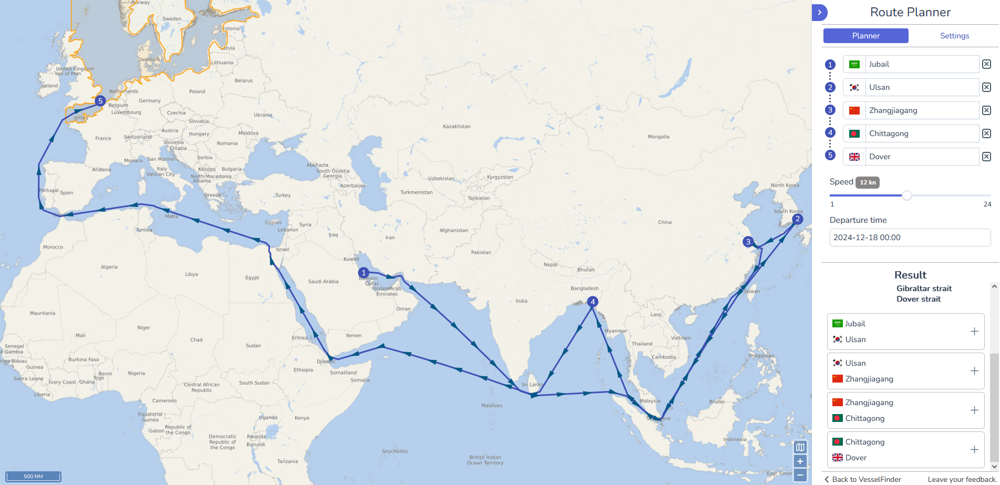 Norway
Sweden
Estonia
Latvia
Denmark
Lithuania
United Kingdom
Isle of Man
Belarus
Ireland
Netherlands
Poland
Germany
5
Belgium
Luxembourg
Czechia
Jersey
Ukraine
Slovakia
Austria
Moldova
France
Switzerland
Hungary
Slovenia
Croatia
Romania
Kazakhstan
Mongolia
Monaco
San Marino
Serbia
Andorra
Italy
Vatican City
Kosovo
Bulgaria
North Macedonia
Albania
Abkhazia
South Ossetia
Georgia
Uzbekistan
Kyrgyzstan
Azerbaijan
North Korea
Portugal
Spain
Greece
Turkey
Turkmenistan
Tajikistan
South Korea
Malta
2
Cyprus
Syria
Tunisia
Lebanon
Iraq
Iran
Afghanistan
China
3
Morocco
Israel
Pakistan
Kuwait
Nepal
Bhutan
Algeria
Libya
Egypt
1
Bahrain
Qatar
Saudi Arabia
United Arab
Emirates
Bangladesh
Taiwan
India
4
Oman
Mauritania
Laos
Niger
Mali
Chad
Eritrea
Yemen
Myanmar
Vietnam
Thailand
Senegal
e Gambia
Sudan
Cambodia
Philippines
nea-Bissau
Burkina Faso
Djibouti
Guinea
Benin
Togo
Nigeria
Ethiopia
Somaliland
Somalia
Sierra Leone
Ivory Coast
Ghana
Central African
Republic
South Sudan
Sri Lanka
Liberia
Cameroon
Maldives
Malaysia
Brunei
Equatorial
Guinea
Uganda
Kenya
Gabon
Republic of
the Congo
Democratic
Republic of
the Congo
Rwanda
Burundi
Indonesia
Seychelles
British Indian
Ocean Territory
Tanzania
East Timor
500 NM
+
−
Route Planner
Planner
Settings
1
Jubail
2
Ulsan
3
Zhangjiagang
4
Chittagong
5
Dover
Speed 12 kn
1 24
Departure time
2024-12-18 00:00
Result
Gibraltar strait
Dover strait
Jubail
Ulsan
Ulsan
Zhangjiagang
Zhangjiagang
Chittagong
Chittagong
Dover
Back to VesselFinder
Leave your feedback.